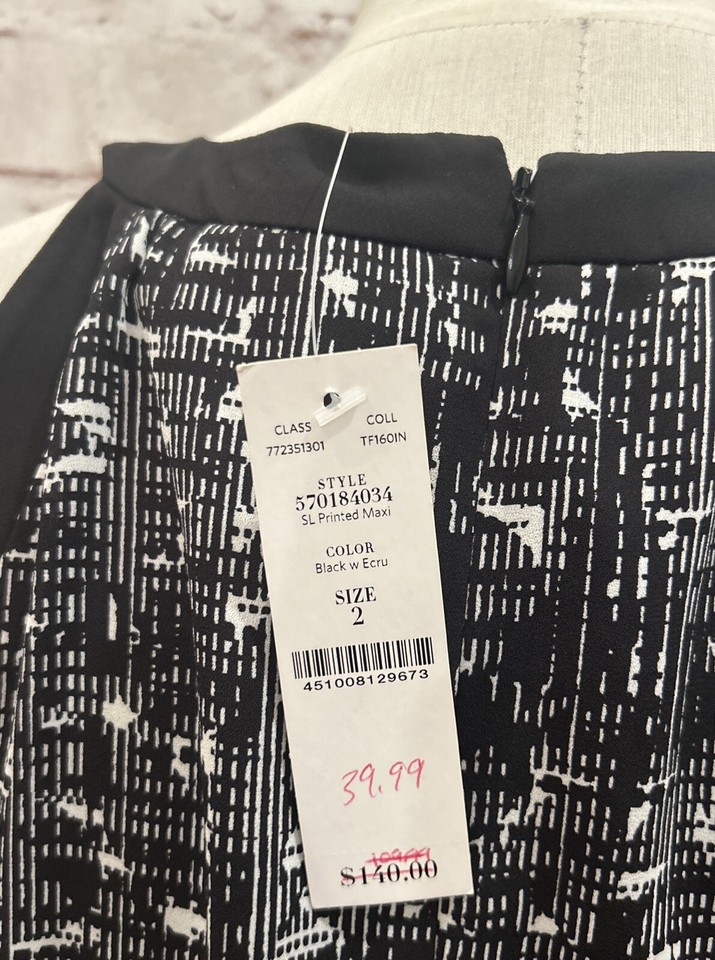 CLASS COLL
772351301 TF160IN
STYLE
570184034
SL Printed Maxi
COLOR
Black w Ecru
SIZE
2
451008129673
39.99
109.99
$140.00